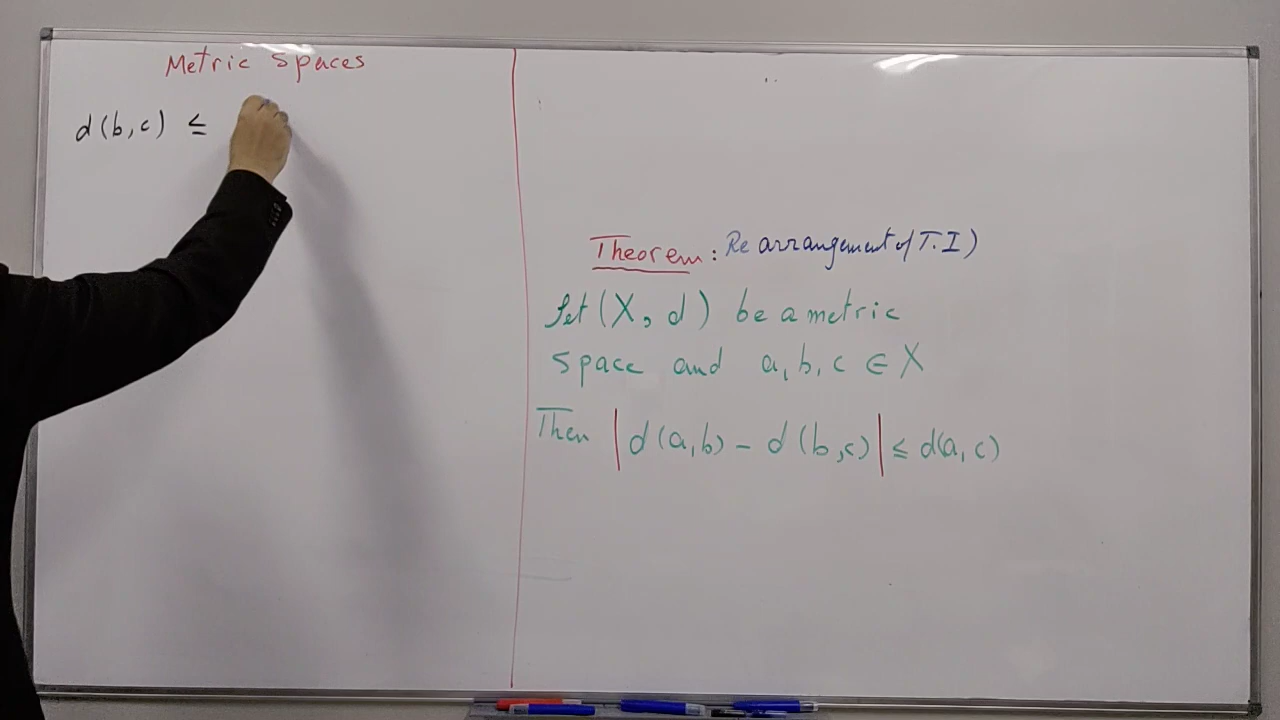 Metric Spaces
d(b,c) ≤
Theorem: Rearrangement of T.I)
Let (X, d) be a metric
space and a, b, c ∈ X
Then |d(a,b) - d(b,c)| ≤ d(a,c)